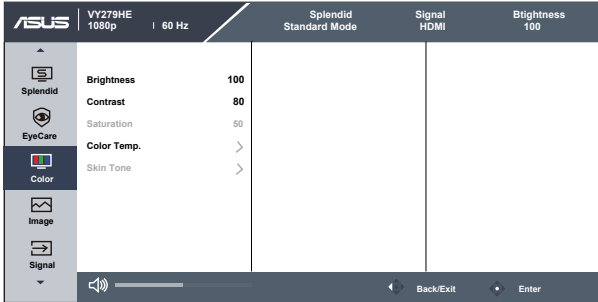 ASUS
VY279HE
1080p | 60 Hz
Splendid
Standard Mode
Signal
HDMI
Btightness
100
Splendid
EyeCare
Color
Image
Signal
Brightness 100
Contrast 80
Saturation 50
Color Temp.
Skin Tone
Back/Exit
Enter